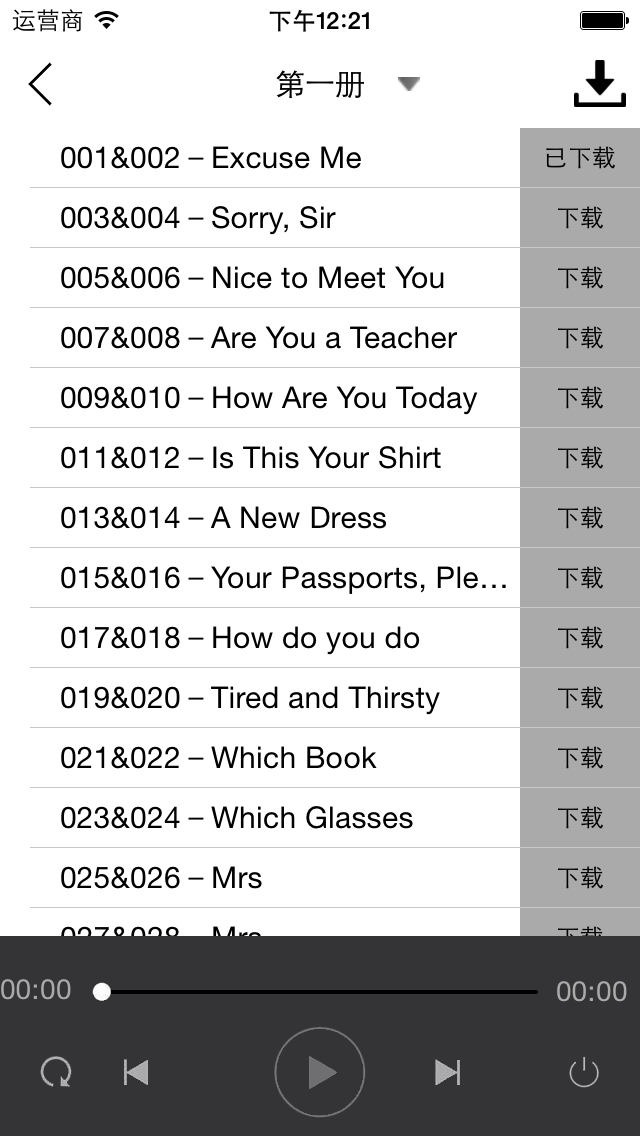 运营商 下午12:21
第一册
001&002 – Excuse Me 已下载
003&004 – Sorry, Sir 下载
005&006 – Nice to Meet You 下载
007&008 – Are You a Teacher 下载
009&010 – How Are You Today 下载
011&012 – Is This Your Shirt 下载
013&014 – A New Dress 下载
015&016 – Your Passports, Ple… 下载
017&018 – How do you do 下载
019&020 – Tired and Thirsty 下载
021&022 – Which Book 下载
023&024 – Which Glasses 下载
025&026 – Mrs 下载
027&028 – Mrs 下载
00:00 00:00